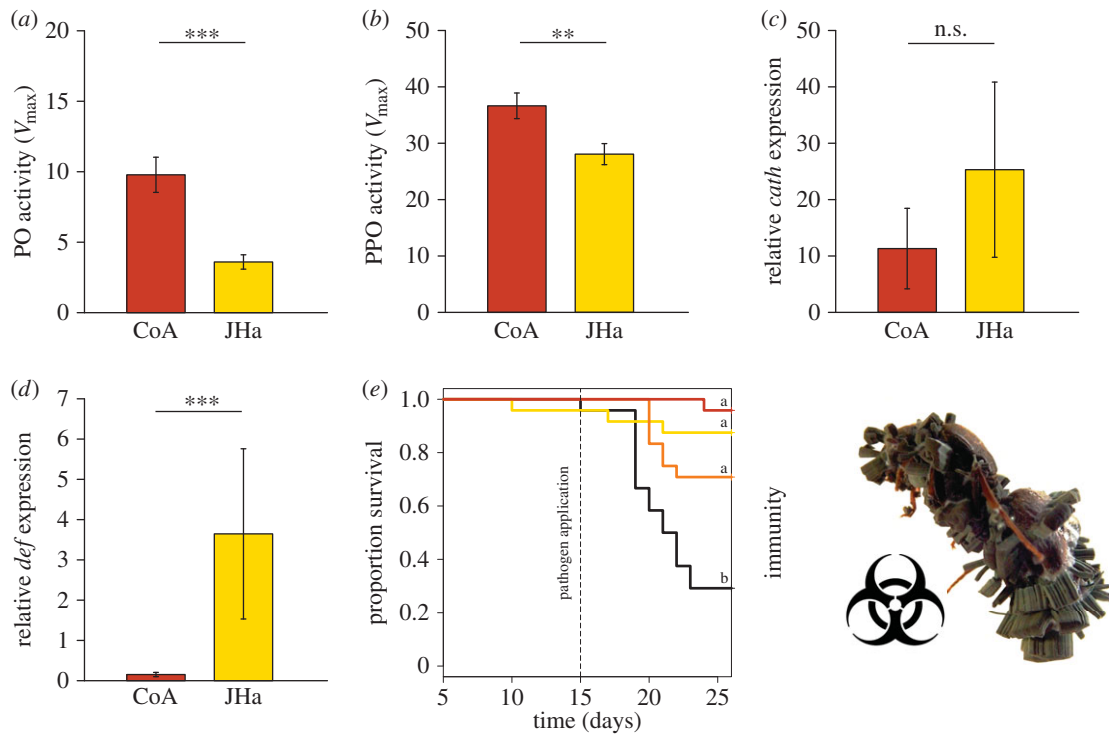 (a)
***
PO activity (Vmax)
20
15
10
5
0
CoA JHa
(b)
**
PPO activity (Vmax)
50
40
30
20
10
0
CoA JHa
(c)
n.s.
relative cath expression
50
40
30
20
10
0
CoA JHa
(d)
***
relative def expression
7
6
5
4
3
2
1
0
CoA JHa
(e)
proportion survival
1.0
0.8
0.6
0.4
0.2
0
pathogen application
a
a
a
b
5 10 15 20 25
time (days)
immunity